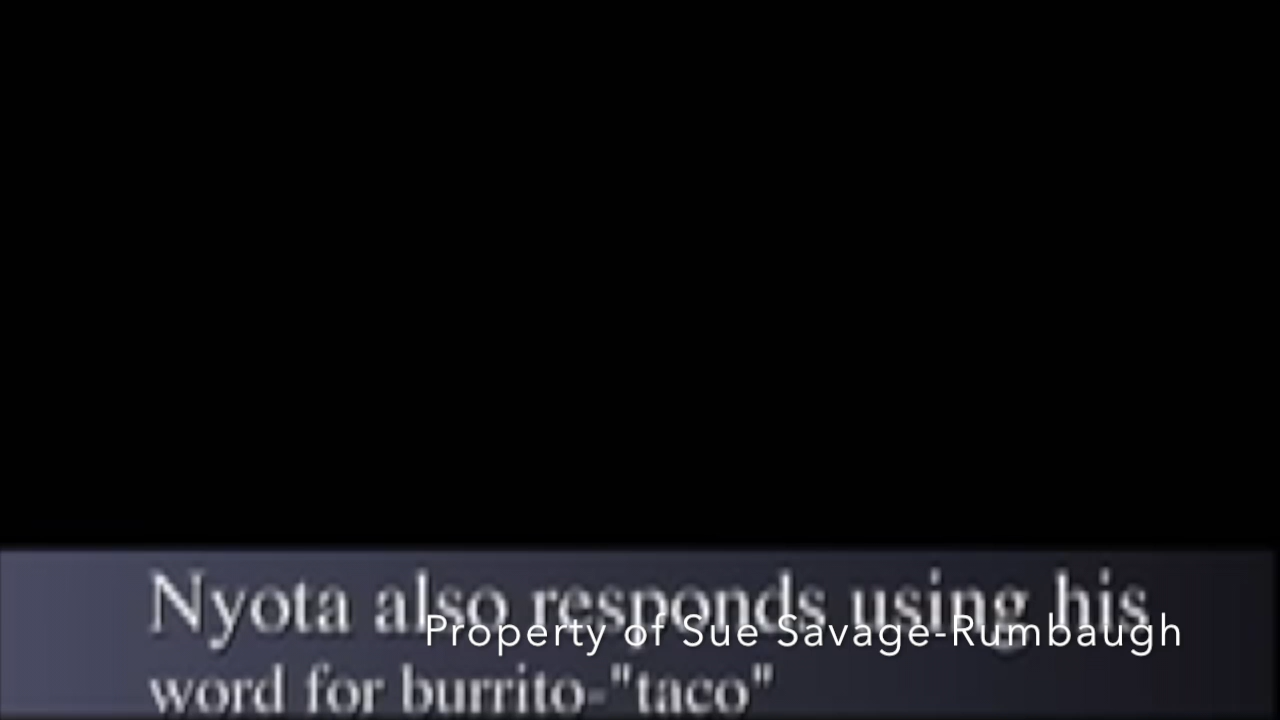 Nyota also responds using his
Property of Sue Savage-Rumbaugh
word for burrito-"taco"